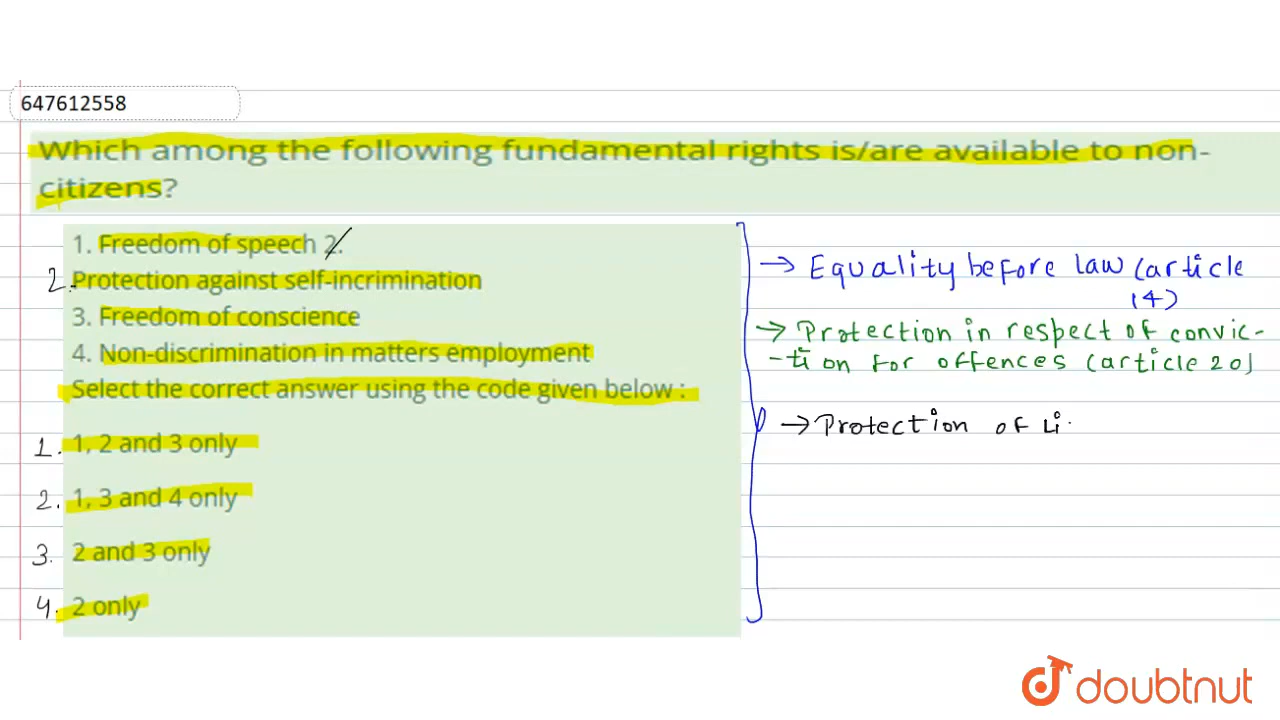 647612558
Which among the following fundamental rights is/are available to non-
citizens?
1. Freedom of speech 2.
2. Protection against self-incrimination
3. Freedom of conscience
4. Non-discrimination in matters employment
Select the correct answer using the code given below :
1. 1, 2 and 3 only
2. 1, 3 and 4 only
3. 2 and 3 only
4. 2 only
→ Equality before law (article
14)
→ Protection in respect of convic-
-tion for offences (article 20)
→ Protection of Li
doubtnut